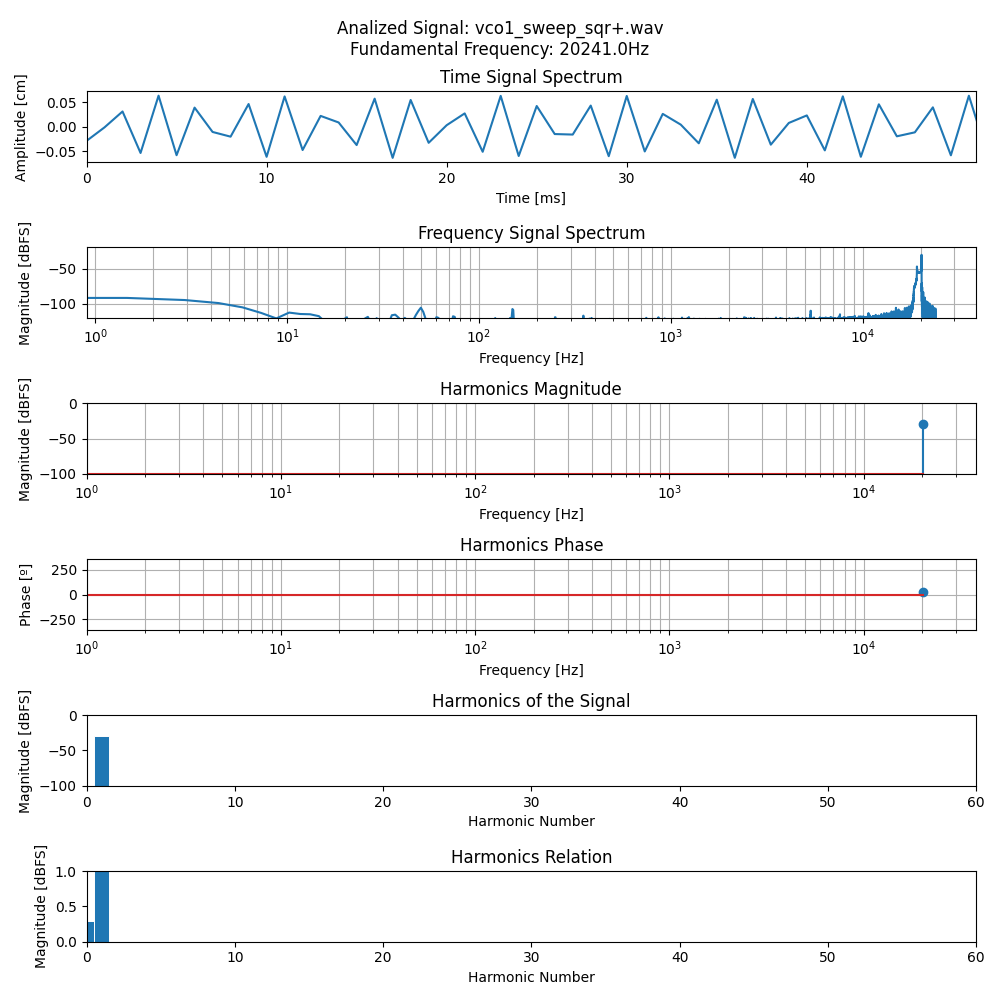 Analized Signal: vco1_sweep_sqr+.wav
Fundamental Frequency: 20241.0Hz
Time Signal Spectrum
Amplitude [cm]
0.05
0.00
−0.05
0 10 20 30 40
Time [ms]
Frequency Signal Spectrum
Magnitude [dBFS]
−50
−100
10⁰ 10¹ 10² 10³ 10⁴
Frequency [Hz]
Harmonics Magnitude
Magnitude [dBFS]
0
−50
−100
10⁰ 10¹ 10² 10³ 10⁴
Frequency [Hz]
Harmonics Phase
Phase [º]
250
0
−250
10⁰ 10¹ 10² 10³ 10⁴
Frequency [Hz]
Harmonics of the Signal
Magnitude [dBFS]
0
−50
−100
0 10 20 30 40 50 60
Harmonic Number
Harmonics Relation
Magnitude [dBFS]
1.0
0.5
0.0
0 10 20 30 40 50 60
Harmonic Number